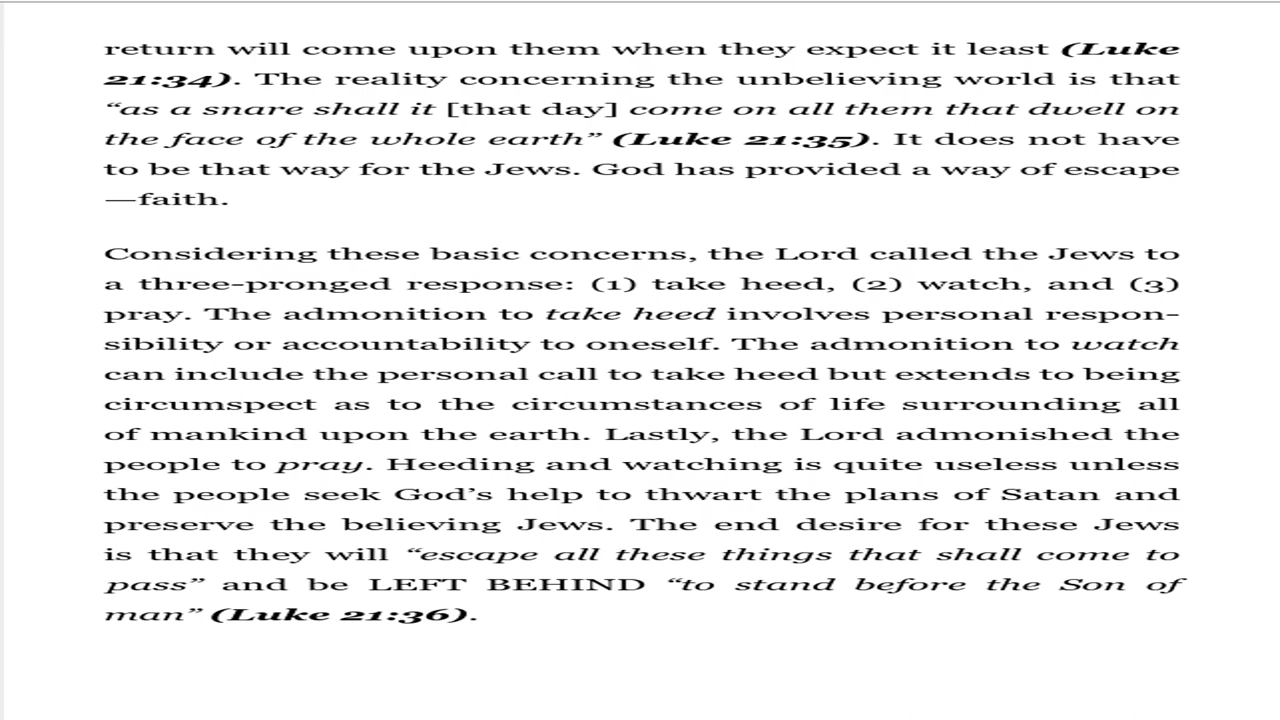 return will come upon them when they expect it least (Luke
21:34). The reality concerning the unbelieving world is that
“as a snare shall it [that day] come on all them that dwell on
the face of the whole earth” (Luke 21:35). It does not have
to be that way for the Jews. God has provided a way of escape
—faith.
Considering these basic concerns, the Lord called the Jews to
a three-pronged response: (1) take heed, (2) watch, and (3)
pray. The admonition to take heed involves personal respon-
sibility or accountability to oneself. The admonition to watch
can include the personal call to take heed but extends to being
circumspect as to the circumstances of life surrounding all
of mankind upon the earth. Lastly, the Lord admonished the
people to pray. Heeding and watching is quite useless unless
the people seek God’s help to thwart the plans of Satan and
preserve the believing Jews. The end desire for these Jews
is that they will “escape all these things that shall come to
pass” and be LEFT BEHIND “to stand before the Son of
man” (Luke 21:36).